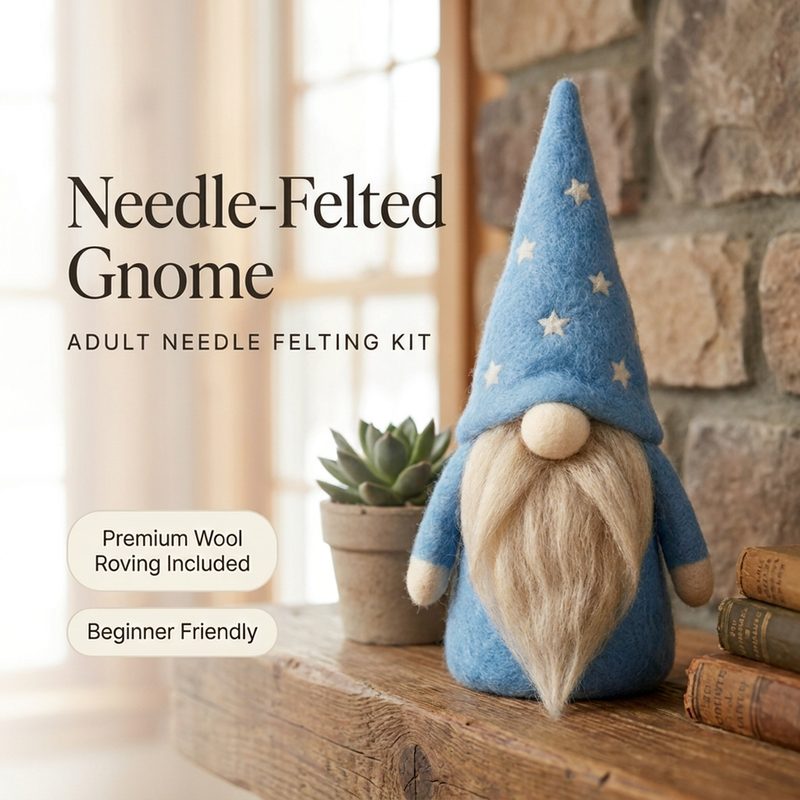 Needle-Felted
Gnome
ADULT NEEDLE FELTING KIT
Premium Wool
Roving Included
Beginner Friendly